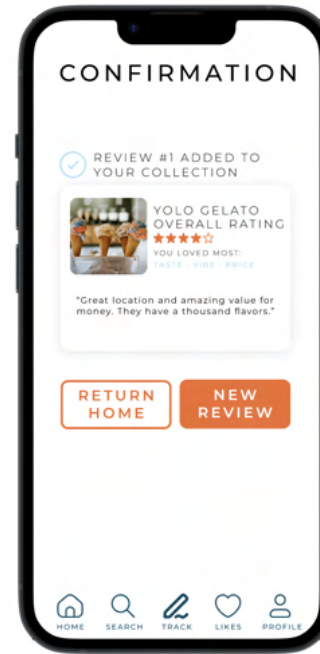 CONFIRMATION
REVIEW #1 ADDED TO
YOUR COLLECTION
YOLO GELATO
OVERALL RATING
YOU LOVED MOST:
TASTE · VIBE · PRICE
"Great location and amazing value for
money. They have a thousand flavors."
RETURN
HOME
NEW
REVIEW
HOME
SEARCH
TRACK
LIKES
PROFILE